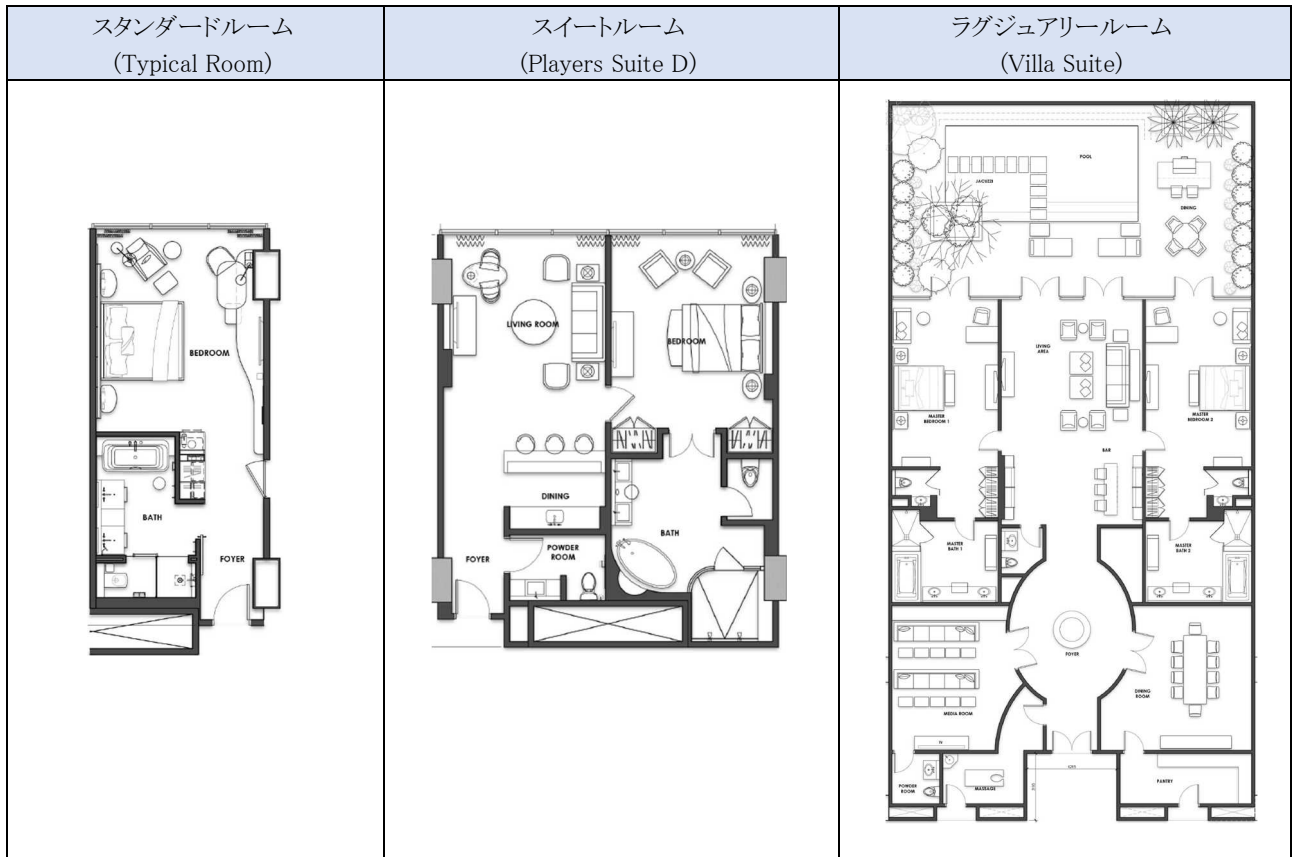 スタンダードルーム
(Typical Room)
スイートルーム
(Players Suite D)
ラグジュアリールーム
(Villa Suite)
BEDROOM
BATH
FOYER
LIVING ROOM
BEDROOM
DINING
BATH
FOYER
POWDER
ROOM
POOL
JACUZZI
DINING
LIVING
AREA
MASTER
BEDROOM 1
MASTER
BEDROOM 2
BAR
MASTER
BATH 1
MASTER
BATH 2
FOYER
DINING
ROOM
MEDIA ROOM
TV
POWDER
ROOM
MASSAGE
PANTRY